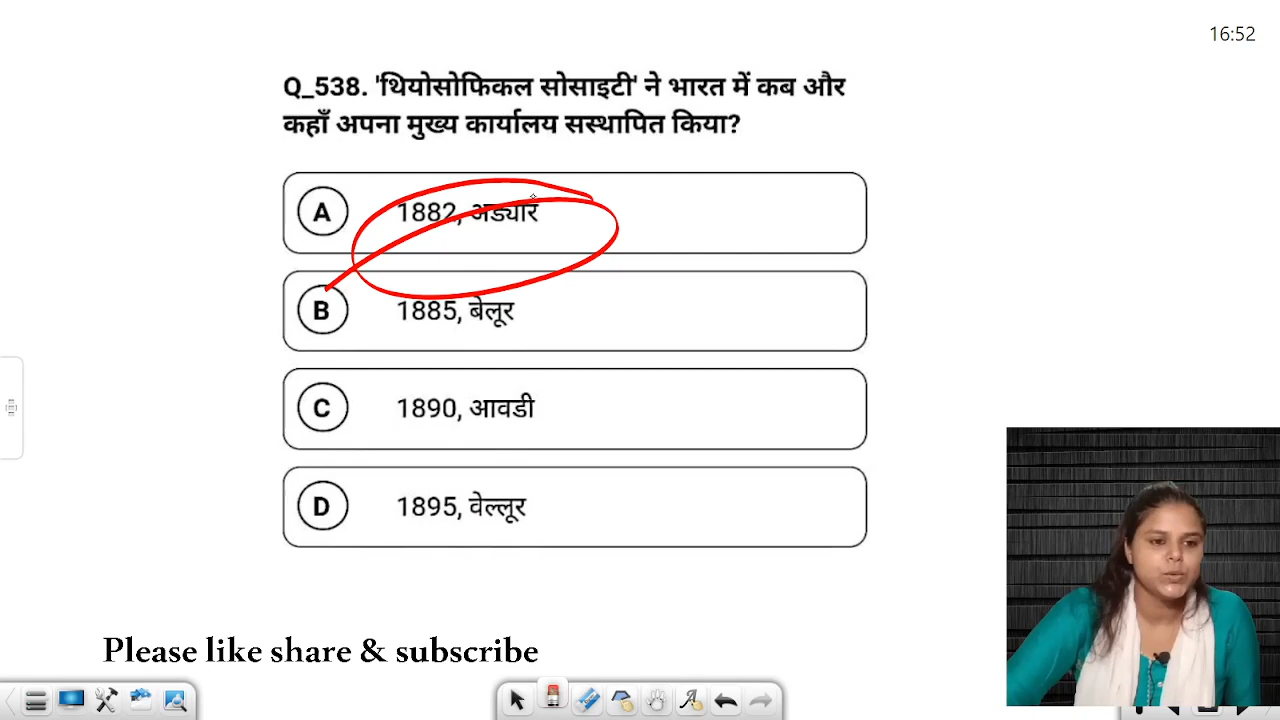 16:52
Q_538. 'थियोसोफिकल सोसाइटी' ने भारत में कब और
कहाँ अपना मुख्य कार्यालय सस्थापित किया?
A 1882, अड्यार
B 1885, बेलूर
C 1890, आवडी
D 1895, वेल्लूर
Please like share & subscribe